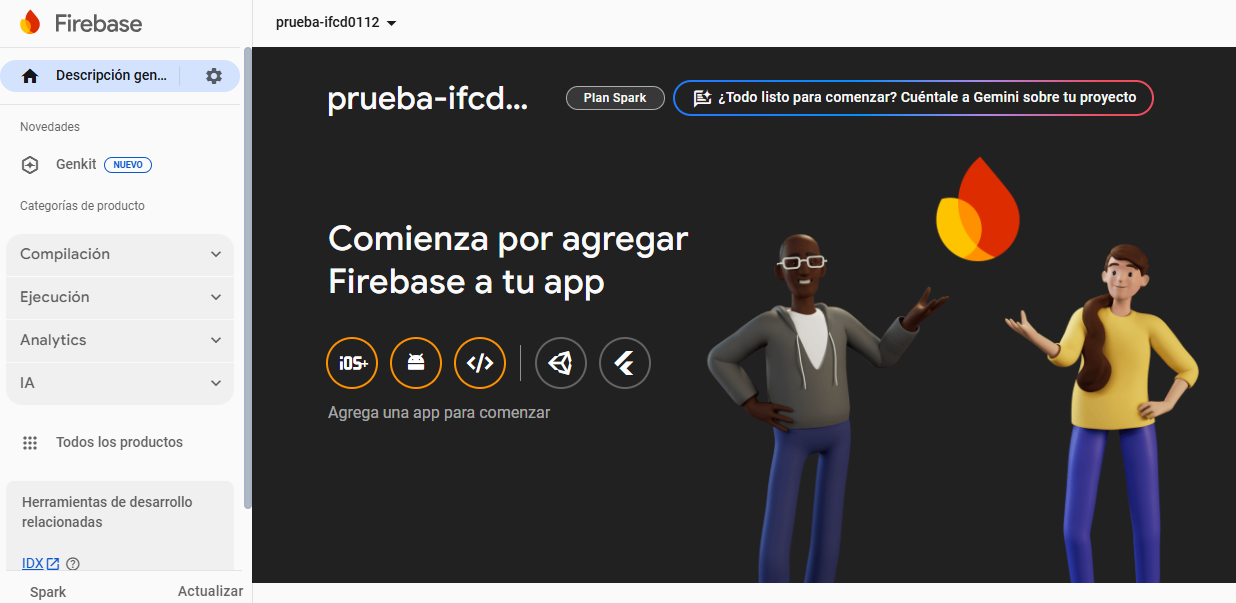 Firebase
prueba-ifcd0112
Descripción gen...
Novedades
Genkit NUEVO
Categorías de producto
Compilación
Ejecución
Analytics
IA
Todos los productos
Herramientas de desarrollo
relacionadas
IDX
Spark Actualizar
prueba-ifcd...
Plan Spark
¿Todo listo para comenzar? Cuéntale a Gemini sobre tu proyecto
Comienza por agregar
Firebase a tu app
iOS+
Agrega una app para comenzar